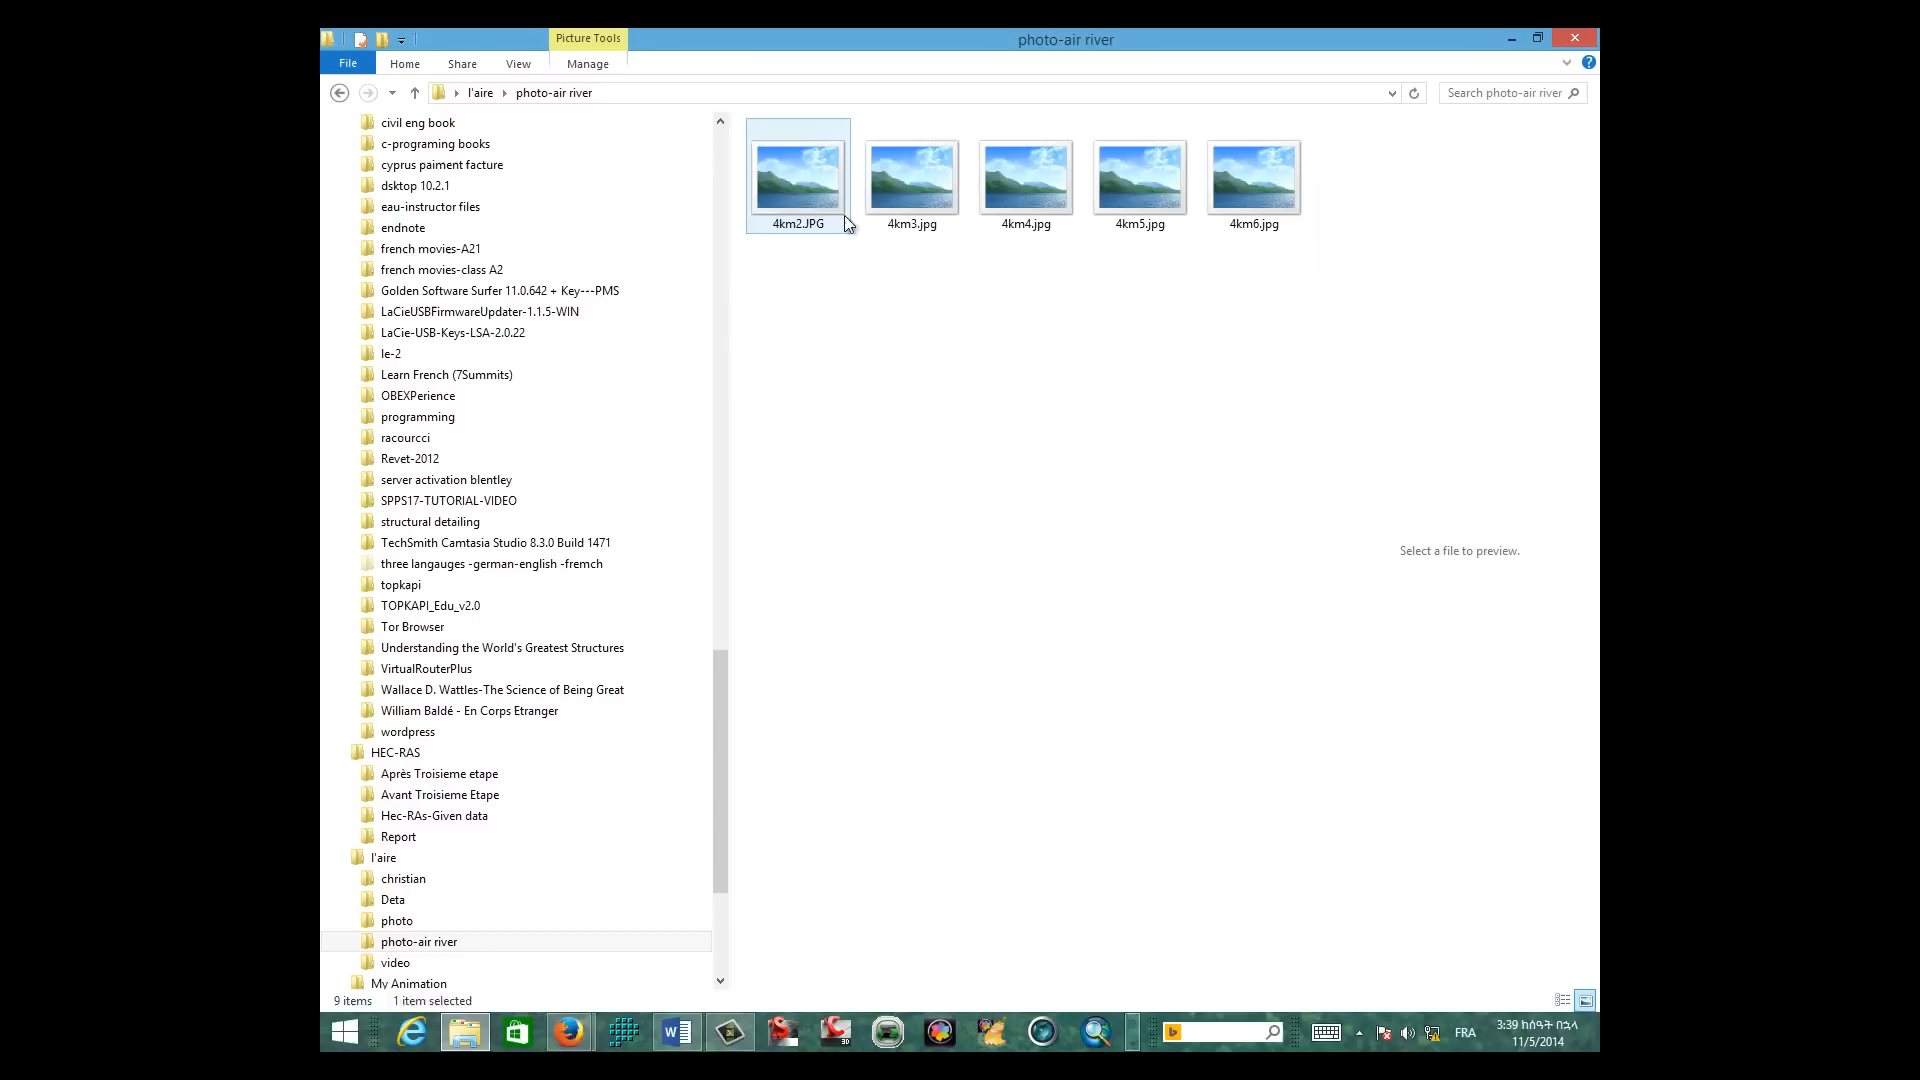 Picture Tools
photo-air river
File
Home
Share
View
Manage
l'aire
photo-air river
Search photo-air river
civil eng book
c-programing books
cyprus paiment facture
dsktop 10.2.1
eau-instructor files
endnote
french movies-A21
french movies-class A2
Golden Software Surfer 11.0.642 + Key---PMS
LaCieUSBFirmwareUpdater-1.1.5-WIN
LaCie-USB-Keys-LSA-2.0.22
le-2
Learn French (7Summits)
OBEXPerience
programming
racourcci
Revet-2012
server activation blentley
SPPS17-TUTORIAL-VIDEO
structural detailing
TechSmith Camtasia Studio 8.3.0 Build 1471
three langauges -german-english -fremch
topkapi
TOPKAPI_Edu_v2.0
Tor Browser
Understanding the World's Greatest Structures
VirtualRouterPlus
Wallace D. Wattles-The Science of Being Great
William Baldé - En Corps Etranger
wordpress
HEC-RAS
Après Troisieme etape
Avant Troisieme Etape
Hec-RAs-Given data
Report
l'aire
christian
Deta
photo
photo-air river
video
My Animation
4km2.JPG
4km3.jpg
4km4.jpg
4km5.jpg
4km6.jpg
Select a file to preview.
9 items
1 item selected
FRA
3:39 ከሰዓት በኋላ
11/5/2014